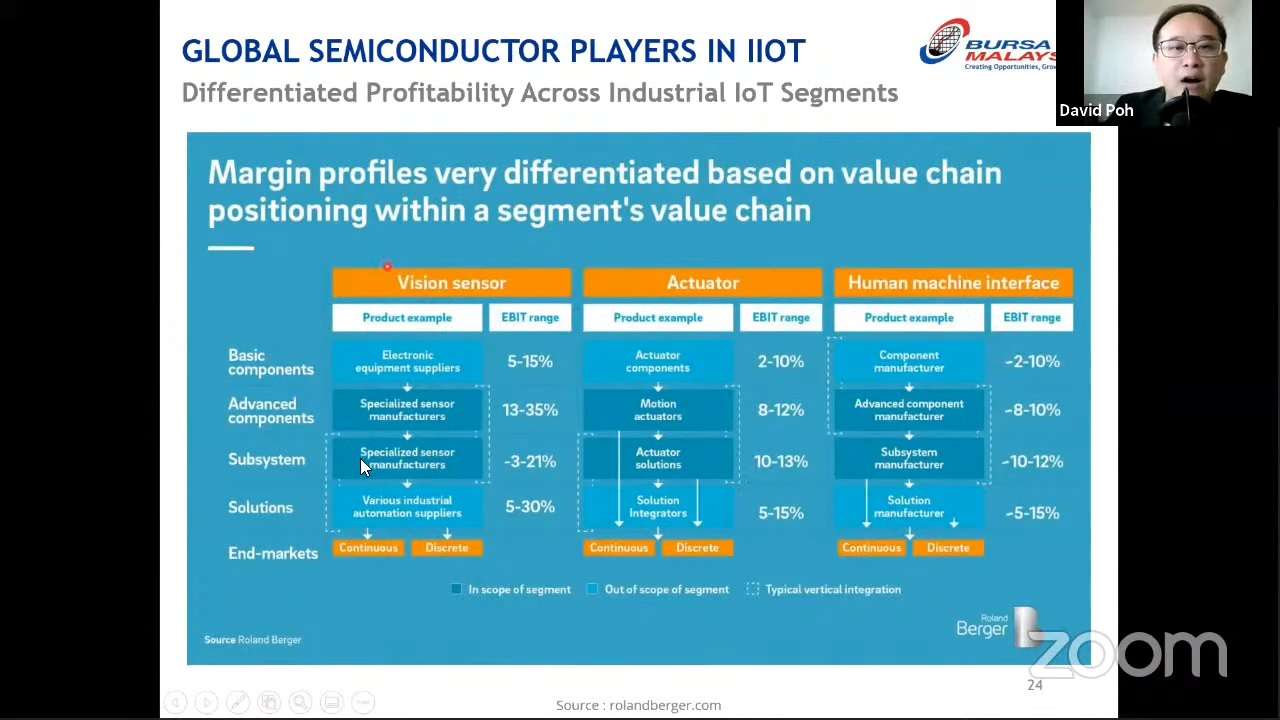 GLOBAL SEMICONDUCTOR PLAYERS IN IIOT
Differentiated Profitability Across Industrial IoT Segments
BURSA
MALAYS
Creating Opportunities, Grow
David Poh
Margin profiles very differentiated based on value chain
positioning within a segment's value chain
Vision sensor
Actuator
Human machine interface
Product example
EBIT range
Product example
EBIT range
Product example
EBIT range
Basic
components
Electronic
equipment suppliers
5-15%
Actuator
components
2-10%
Component
manufacturer
~2-10%
Advanced
components
Specialized sensor
manufacturers
13-35%
Motion
actuators
8-12%
Advanced component
manufacturer
~8-10%
Subsystem
Specialized sensor
manufacturers
-3-21%
Actuator
solutions
10-13%
Subsystem
manufacturer
~10-12%
Solutions
Various industrial
automation suppliers
5-30%
Solution
Integrators
5-15%
Solution
manufacturer
~5-15%
End-markets
Continuous
Discrete
Continuous
Discrete
Continuous
Discrete
In scope of segment
Out of scope of segment
Typical vertical integration
Source Roland Berger
Roland
Berger
zoom
24
Source : rolandberger.com